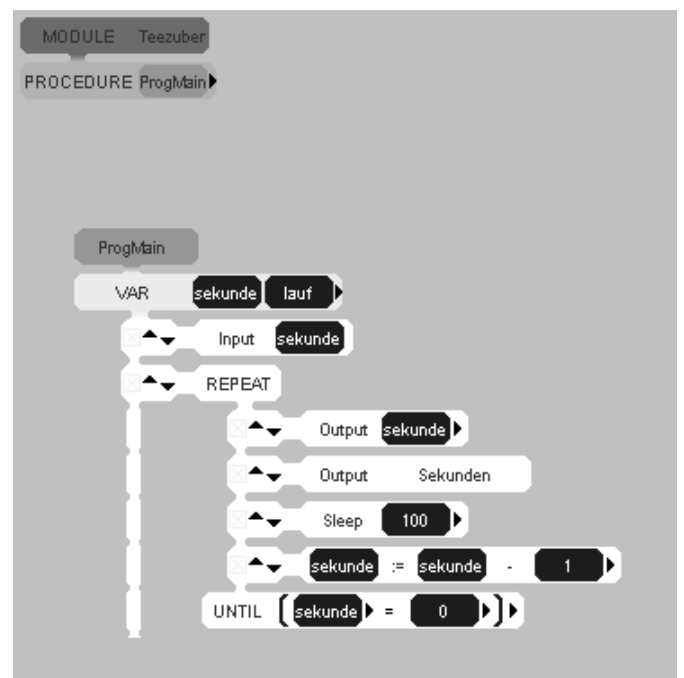 MODULE Teezuber
PROCEDURE ProgMain
ProgMain
VAR sekunde lauf
Input sekunde
REPEAT
Output sekunde
Output Sekunden
Sleep 100
sekunde := sekunde - 1
UNTIL ( sekunde = 0 )